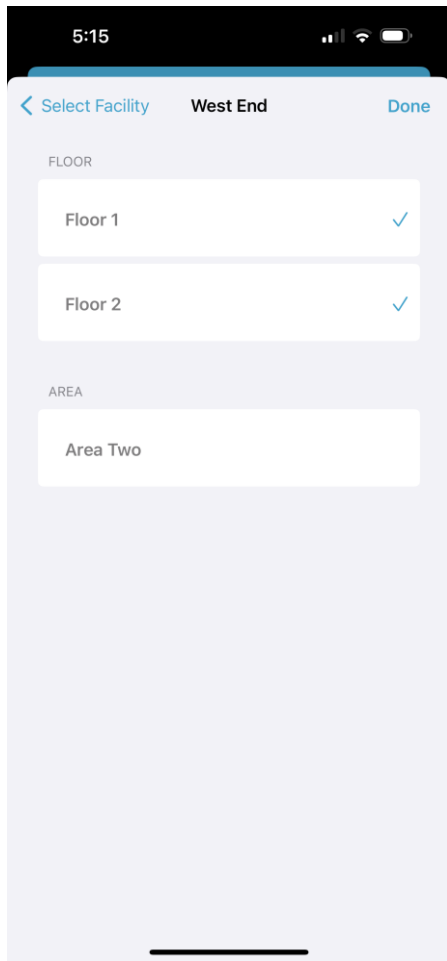 5:15
Select Facility West End Done
FLOOR
Floor 1
Floor 2
AREA
Area Two